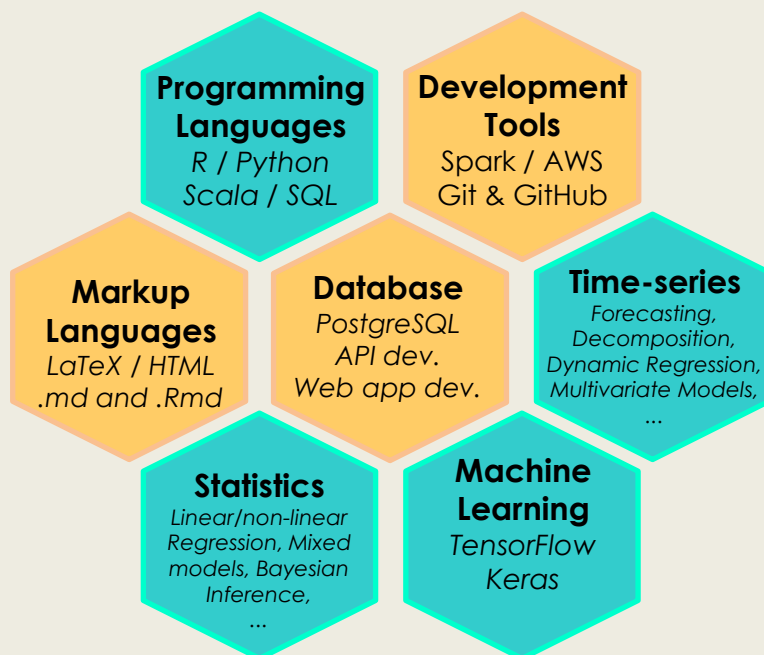 Programming
Languages
R / Python
Scala / SQL
Development
Tools
Spark / AWS
Git & GitHub
Markup
Languages
LaTeX / HTML
.md and .Rmd
Database
PostgreSQL
API dev.
Web app dev.
Time-series
Forecasting,
Decomposition,
Dynamic Regression,
Multivariate Models,
...
Statistics
Linear/non-linear
Regression, Mixed
models, Bayesian
Inference,
...
Machine
Learning
TensorFlow
Keras